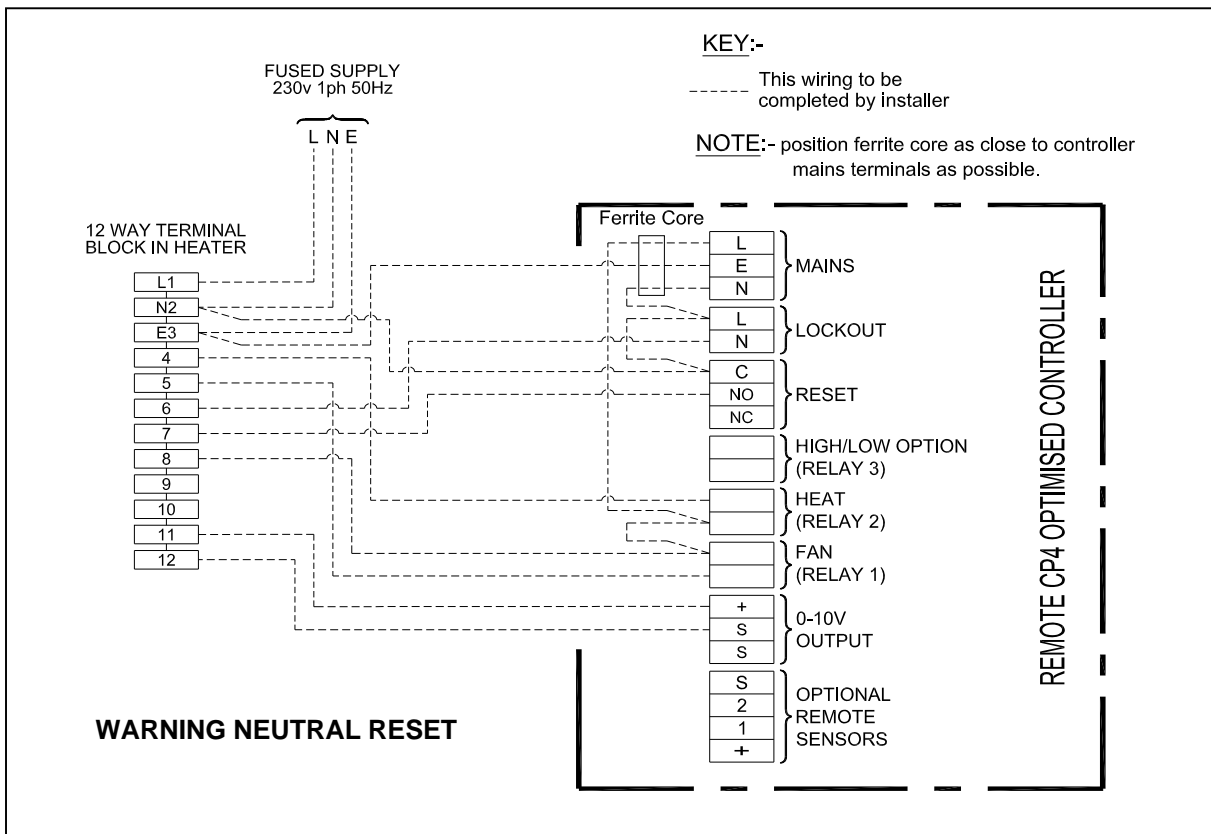 KEY:-
This wiring to be
completed by installer
NOTE:- position ferrite core as close to controller
mains terminals as possible.
FUSED SUPPLY
230v 1ph 50Hz
L N E
12 WAY TERMINAL
BLOCK IN HEATER
L1
N2
E3
4
5
6
7
8
9
10
11
12
Ferrite Core
L
E
N
MAINS
L
N
LOCKOUT
C
NO
NC
RESET
HIGH/LOW OPTION
(RELAY 3)
HEAT
(RELAY 2)
FAN
(RELAY 1)
+
S
S
0-10V
OUTPUT
S
2
1
+
OPTIONAL
REMOTE
SENSORS
REMOTE CP4 OPTIMISED CONTROLLER
WARNING NEUTRAL RESET